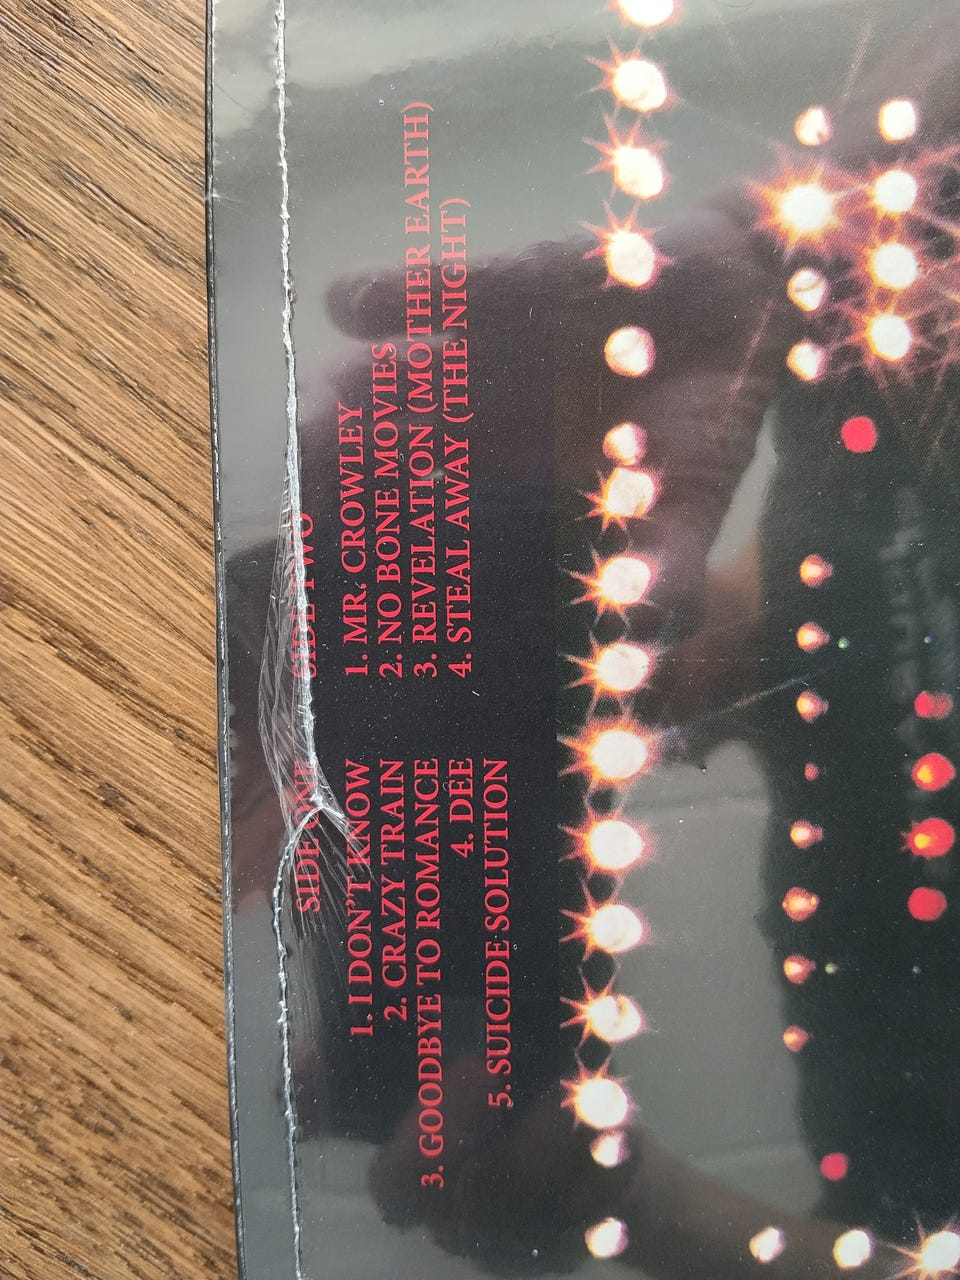 SIDE ONE
1. I DON'T KNOW
2. CRAZY TRAIN
3. GOODBYE TO ROMANCE
4. DEE
5. SUICIDE SOLUTION
SIDE TWO
1. MR. CROWLEY
2. NO BONE MOVIES
3. REVELATION (MOTHER EARTH)
4. STEAL AWAY (THE NIGHT)